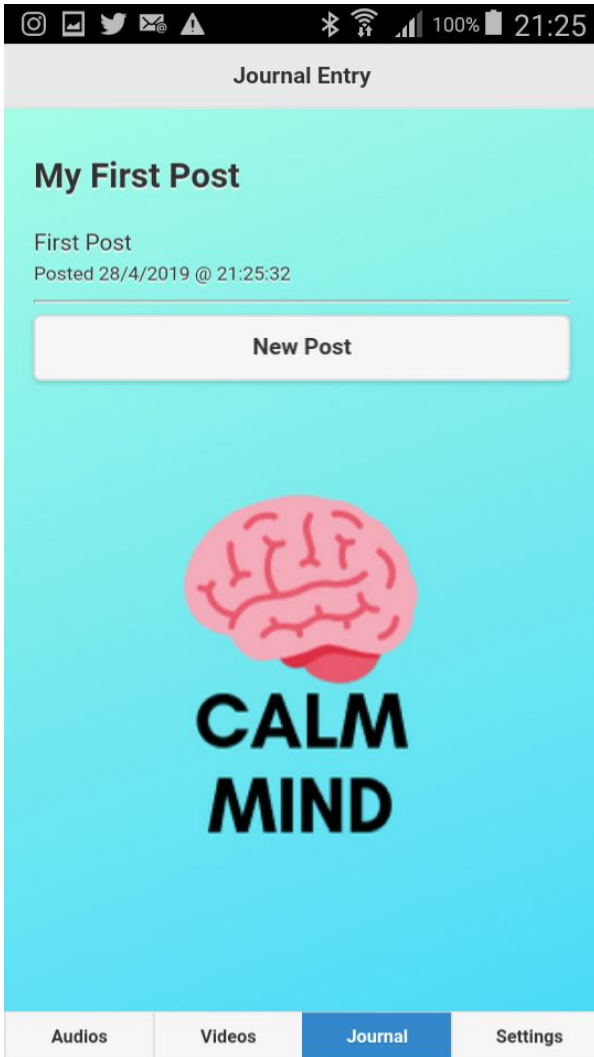 100% 21:25
Journal Entry
My First Post
First Post
Posted 28/4/2019 @ 21:25:32
New Post
CALM
MIND
Audios Videos Journal Settings